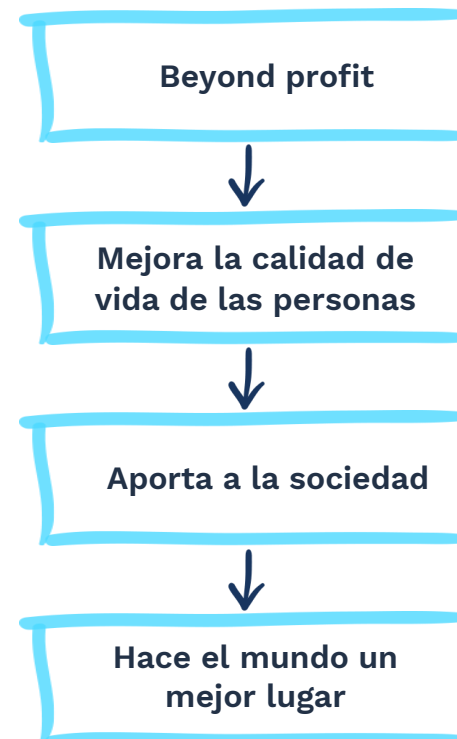 Beyond profit
Mejora la calidad de
vida de las personas
Aporta a la sociedad
Hace el mundo un
mejor lugar